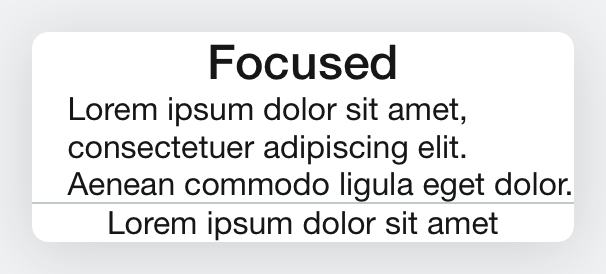 Focused
Lorem ipsum dolor sit amet,
consectetuer adipiscing elit.
Aenean commodo ligula eget dolor.
Lorem ipsum dolor sit amet